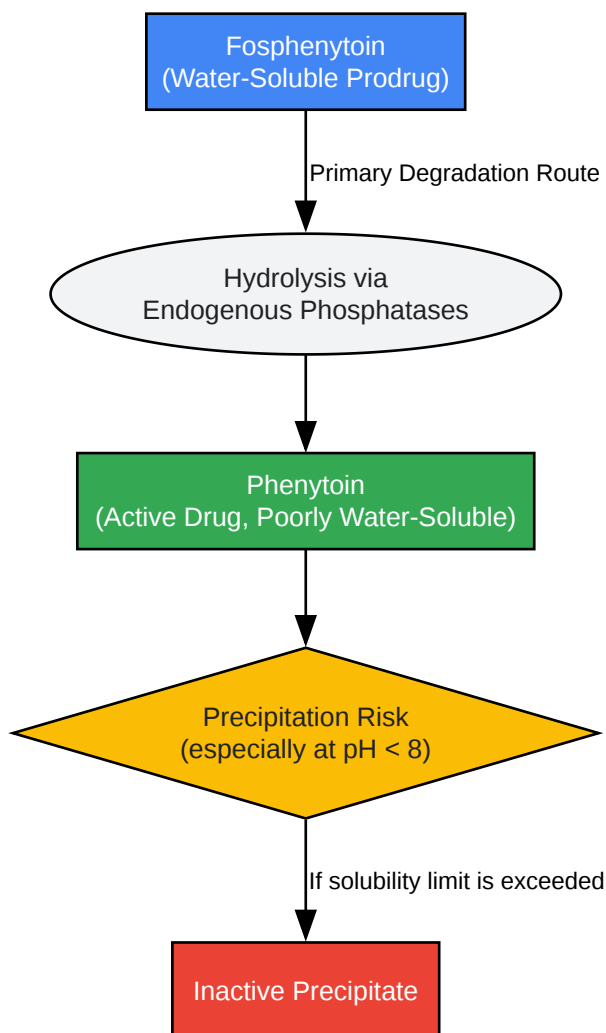 Fosphenytoin
(Water-Soluble Prodrug)
Primary Degradation Route
Hydrolysis via
Endogenous Phosphatases
Phenytoin
(Active Drug, Poorly Water-Soluble)
Precipitation Risk
(especially at pH < 8)
If solubility limit is exceeded
Inactive Precipitate